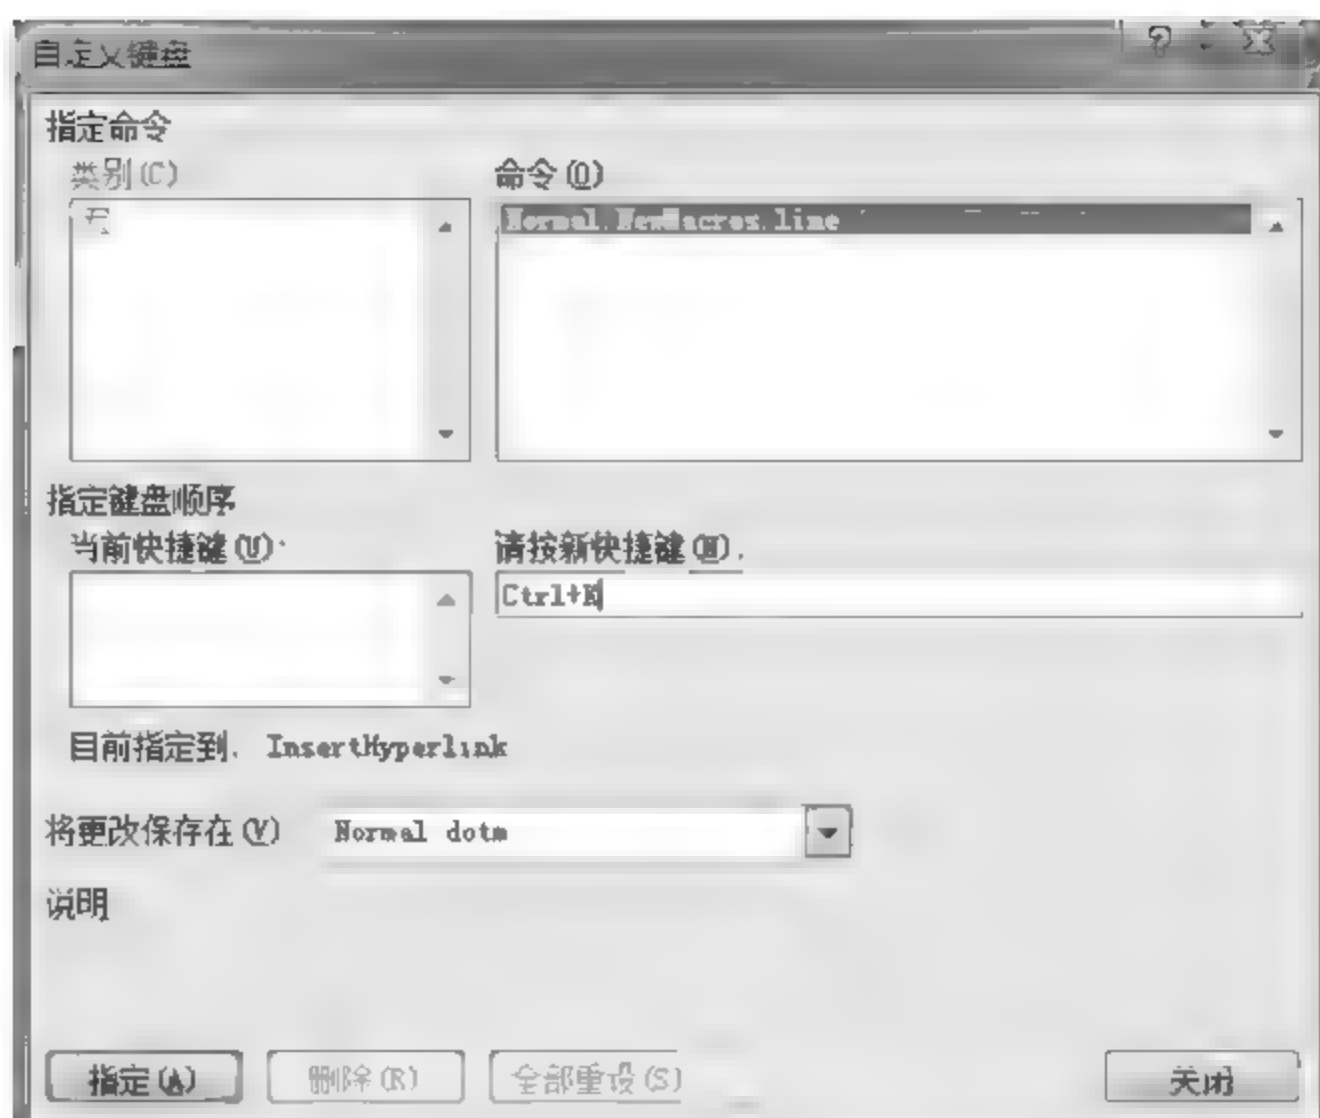 自定义键盘
指定命令
类别(C)
命令(O)
宏
Normal.NewMacros.line
指定键盘顺序
当前快捷键(U):
请按新快捷键(N):
Ctrl+K
目前指定到: InsertHyperlink
将更改保存在(V)
Normal dotm
说明
指定(A)
删除(R)
全部重设(S)
关闭